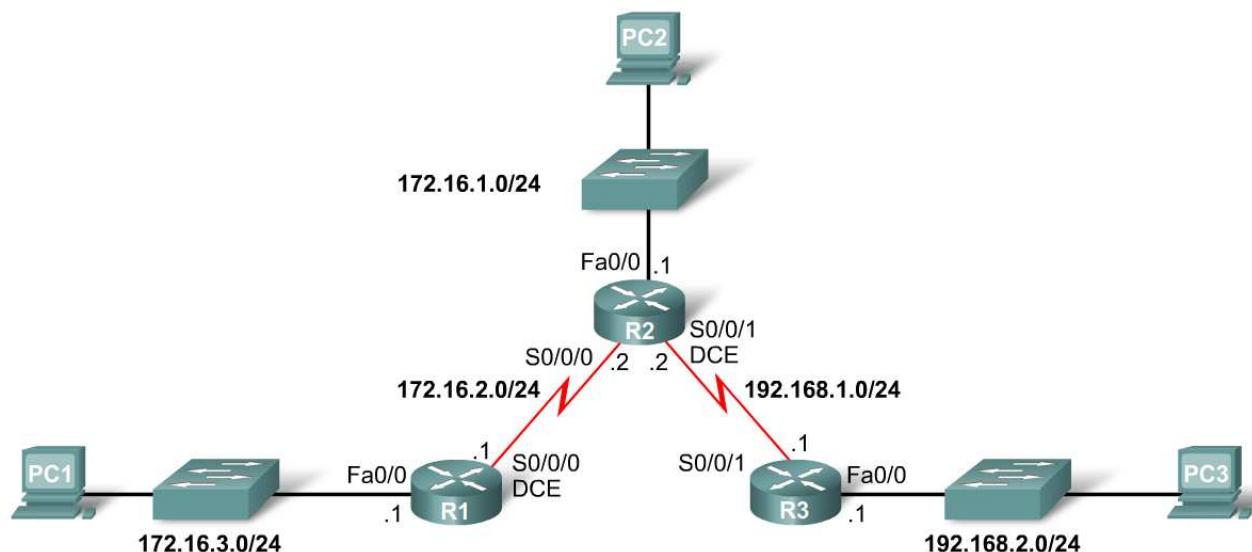 PC2
172.16.1.0/24
Fa0/0
.1
R2
S0/0/1
DCE
S0/0/0
.2
.2
172.16.2.0/24
192.168.1.0/24
PC1
Fa0/0
.1
.1
S0/0/0
DCE
R1
172.16.3.0/24
S0/0/1
.1
Fa0/0
.1
R3
PC3
192.168.2.0/24